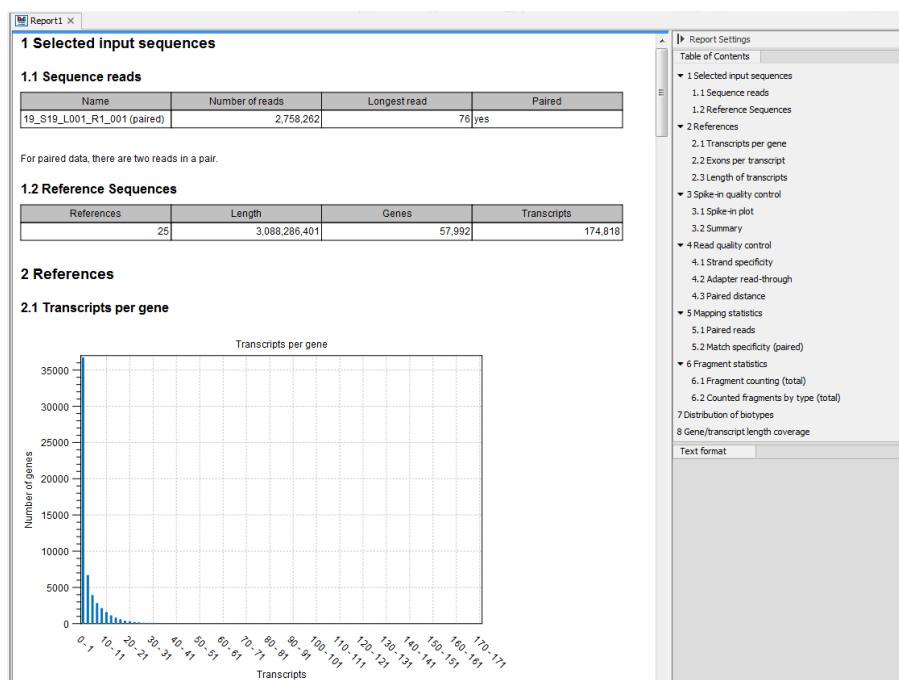 Report1
1 Selected input sequences
1.1 Sequence reads
Name Number of reads Longest read Paired
19_S19_L001_R1_001 (paired) 2,758,262 76 yes
For paired data, there are two reads in a pair.
1.2 Reference Sequences
References Length Genes Transcripts
25 3,088,286,401 57,992 174,818
2 References
2.1 Transcripts per gene
Transcripts per gene
35000
30000
25000
20000
15000
10000
5000
0
Number of genes
0 - 1 10 - 11 20 - 21 30 - 31 40 - 41 50 - 51 60 - 61 70 - 71 80 - 81 90 - 91 100 - 101 110 - 111 120 - 121 130 - 131 140 - 141 150 - 151 160 - 161 170 - 171
Transcripts
Report Settings
Table of Contents
1 Selected input sequences
1.1 Sequence reads
1.2 Reference Sequences
2 References
2.1 Transcripts per gene
2.2 Exons per transcript
2.3 Length of transcripts
3 Spike-in quality control
3.1 Spike-in plot
3.2 Summary
4 Read quality control
4.1 Strand specificity
4.2 Adapter read-through
4.3 Paired distance
5 Mapping statistics
5.1 Paired reads
5.2 Match specificity (paired)
6 Fragment statistics
6.1 Fragment counting (total)
6.2 Counted fragments by type (total)
7 Distribution of biotypes
8 Gene/transcript length coverage
Text format